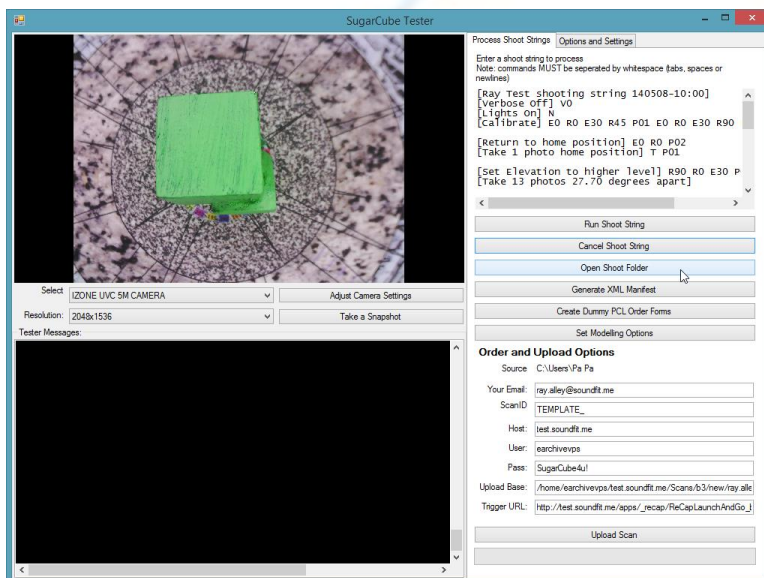 SugarCube Tester
Process Shoot Strings
Options and Settings
Enter a shoot string to process
Note: commands MUST be seperated by whitespace (tabs, spaces or
newlines)
[Ray Test shooting string 140508-10:00]
[Verbose Off] V0
[Lights On] N
[Calibrate] E0 R0 E30 R45 P01 E0 R0 E30 R90
[Return to home position] E0 R0 P02
[Take 1 photo home position] T P01
[Set Elevation to higher level] R90 R0 E30 P
[Take 13 photos 27.70 degrees apart]
Run Shoot String
Cancel Shoot String
Open Shoot Folder
Select
IZONE UVC 5M CAMERA
Adjust Camera Settings
Generate XML Manifest
Resolution:
2048x1536
Take a Snapshot
Create Dummy PCL Order Forms
Tester Messages:
Set Modelling Options
Order and Upload Options
Source C:\Users\Pa Pa
Your Email: ray.alley@soundfit.me
ScanID TEMPLATE_
Host: test.soundfit.me
User: earchivevps
Pass: SugarCube4u!
Upload Base: /home/earchivevps/test.soundfit.me/Scans/b3/new/ray.alle
Trigger URL: http://test.soundfit.me/apps/_recap/ReCapLaunchAndGo_b
Upload Scan